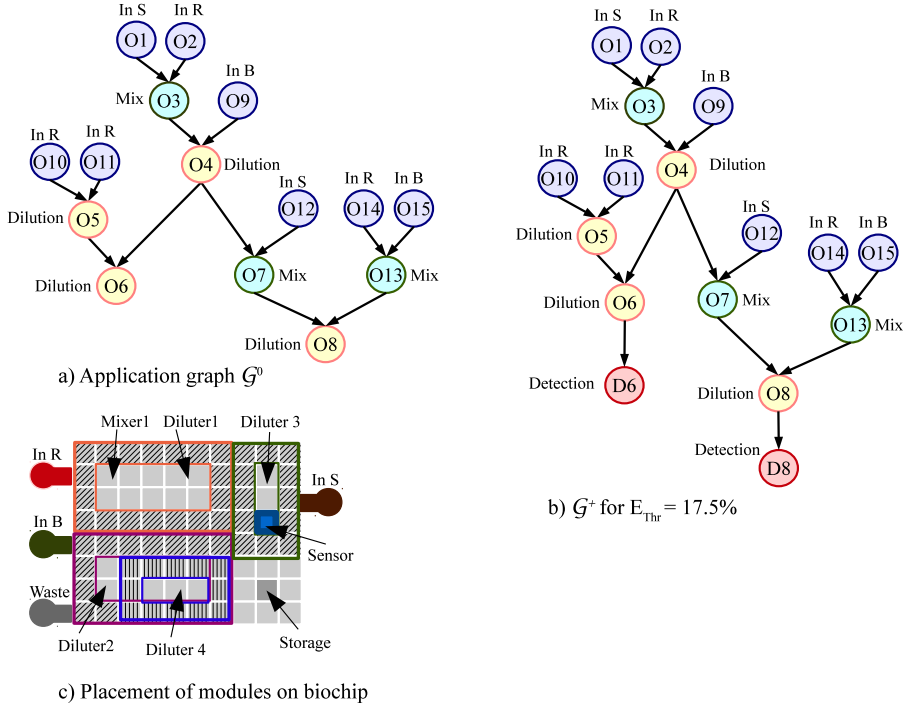 In S In R
O1 O2
In B
Mix O3 O9
In R In R
O10 O11 O4 Dilution
In S In R In B
Dilution O5 O12 O14 O15
Dilution O6 O7 Mix O13 Mix
Dilution O8
a) Application graph 𝒢⁰
In S In R
O1 O2
In B
Mix O3 O9
In R In R
O10 O11 O4 Dilution
In S
Dilution O5 O12
In R In B
O14 O15
Dilution O6 O7 Mix
O13 Mix
Detection D6 Dilution O8
Detection
D8
b) 𝒢⁺ for E_Thr = 17.5%
Mixer1 Diluter1 Diluter 3
In R In S
In B
Sensor
Waste
Diluter2 Diluter 4 Storage
c) Placement of modules on biochip